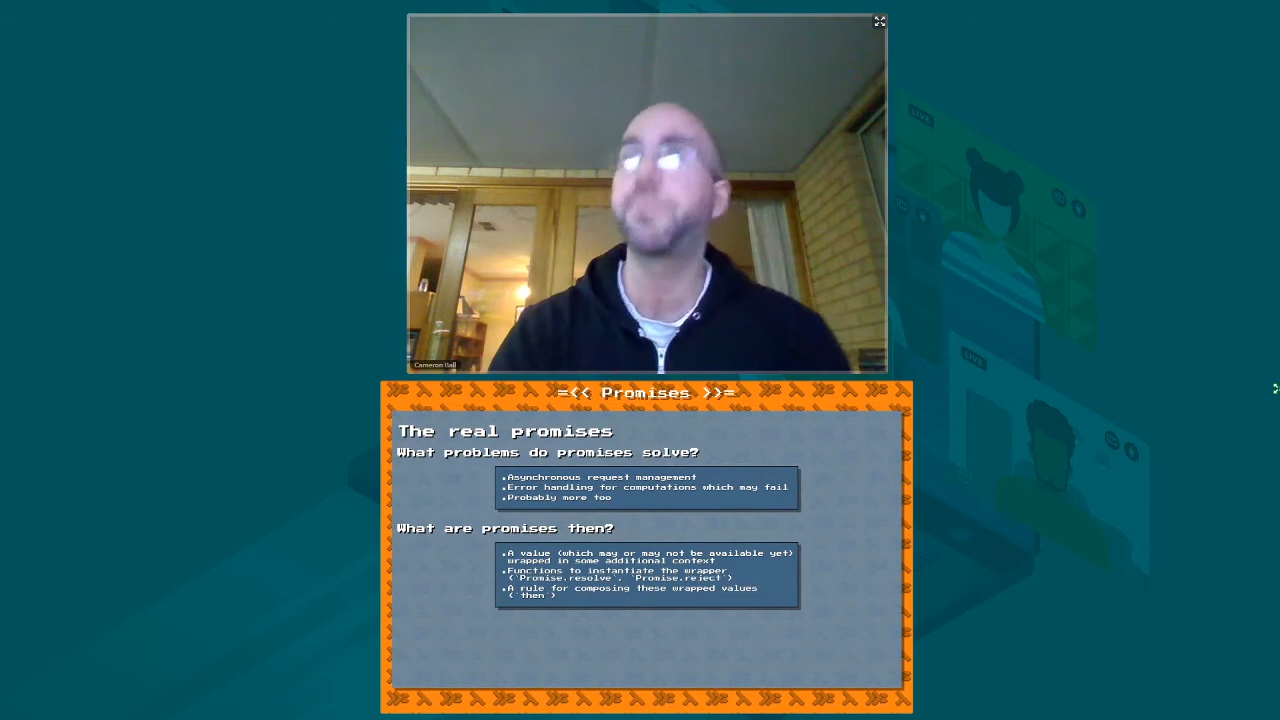 LIVE
LIVE
Cameron Ball
=<< Promises >>=
The real promises
What problems do promises solve?
.Asynchronous request management
.Error handling for computations which may fail
.Probably more too
What are promises then?
.A value (which may or may not be available yet)
wrapped in some additional context
.Functions to instantiate the wrapper
(`Promise.resolve`, `Promise.reject`)
.A rule for composing these wrapped values
(`then`)